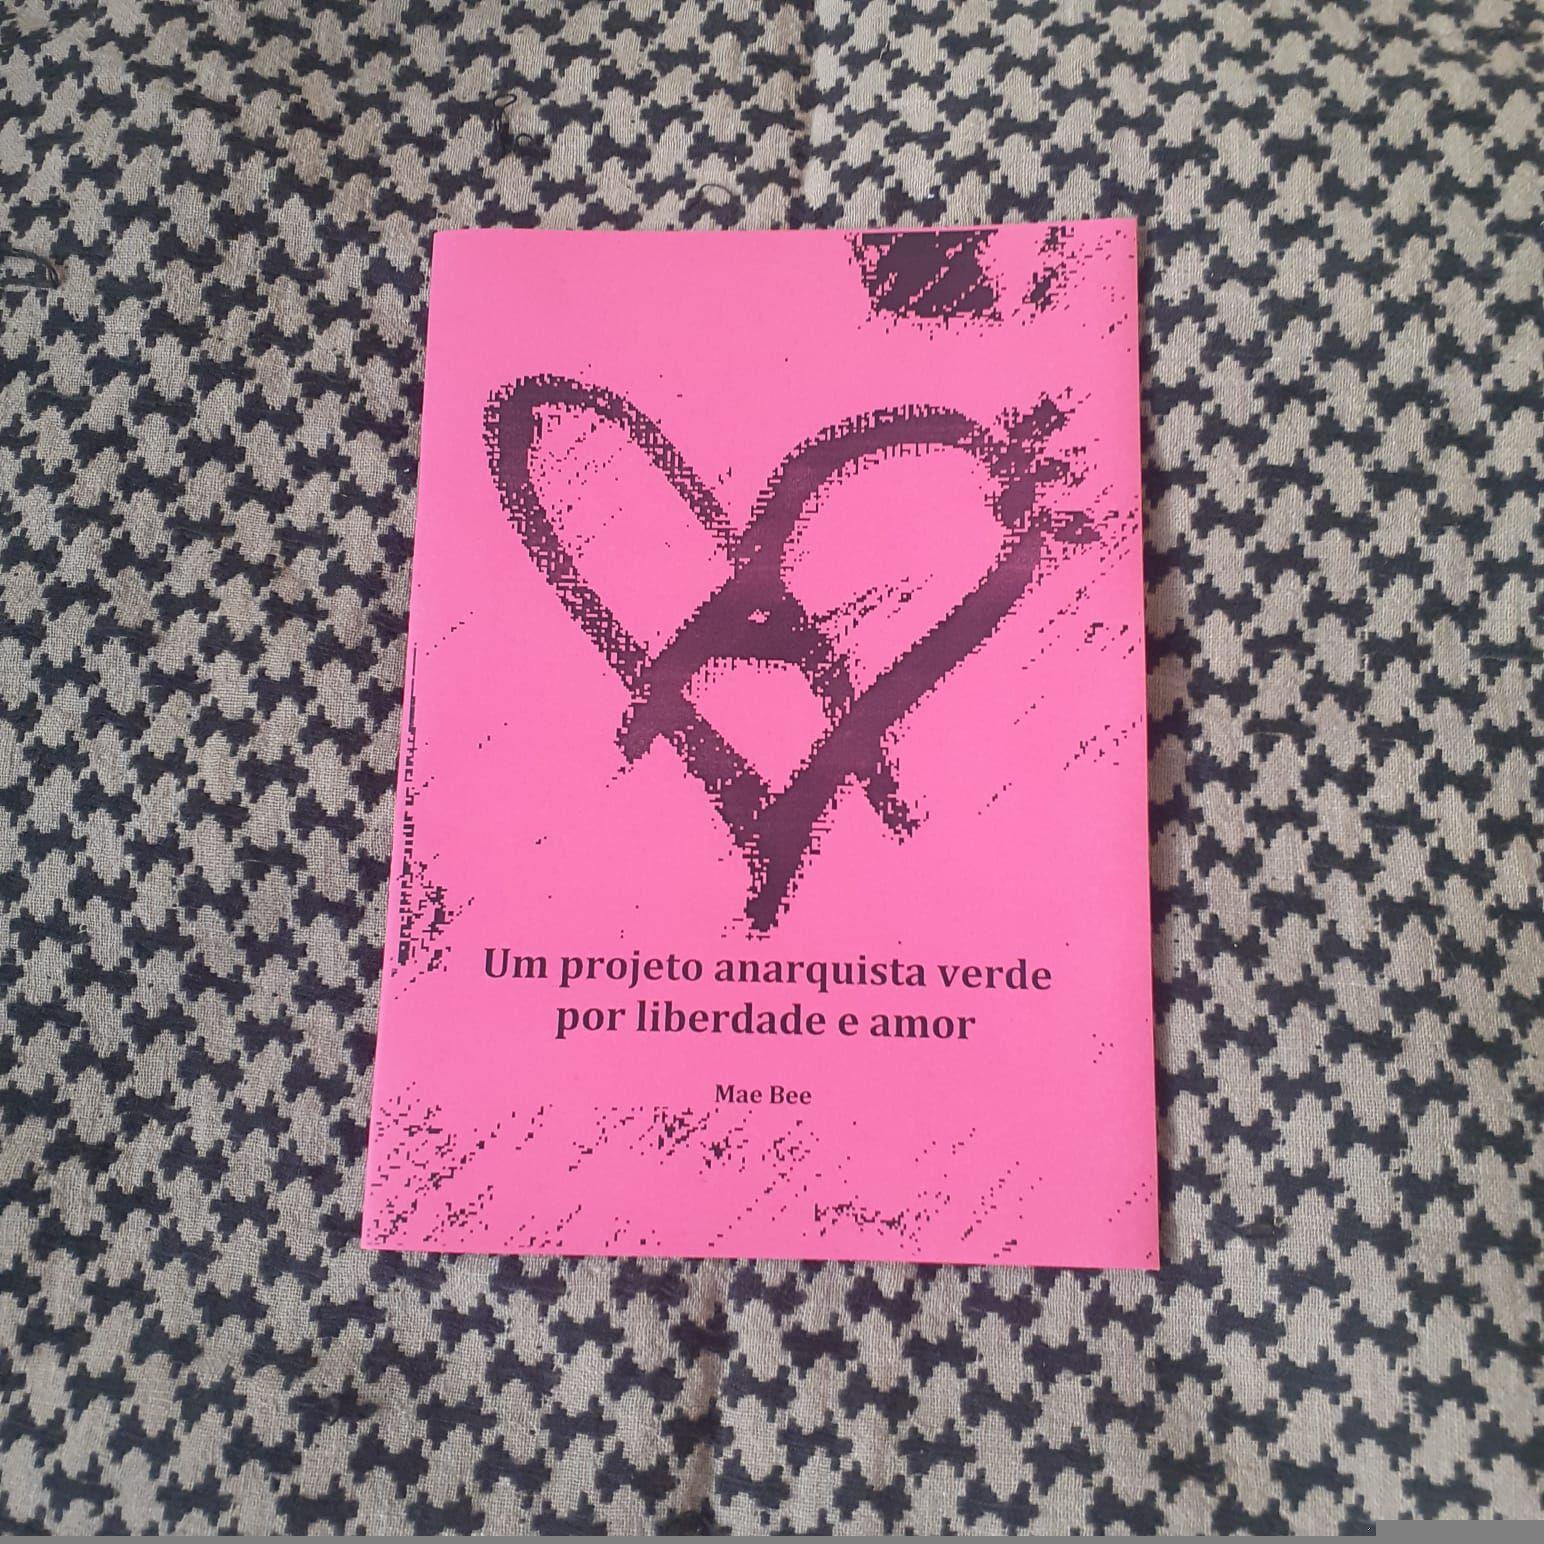 Um projeto anarquista verde
por liberdade e amor
Mae Bee